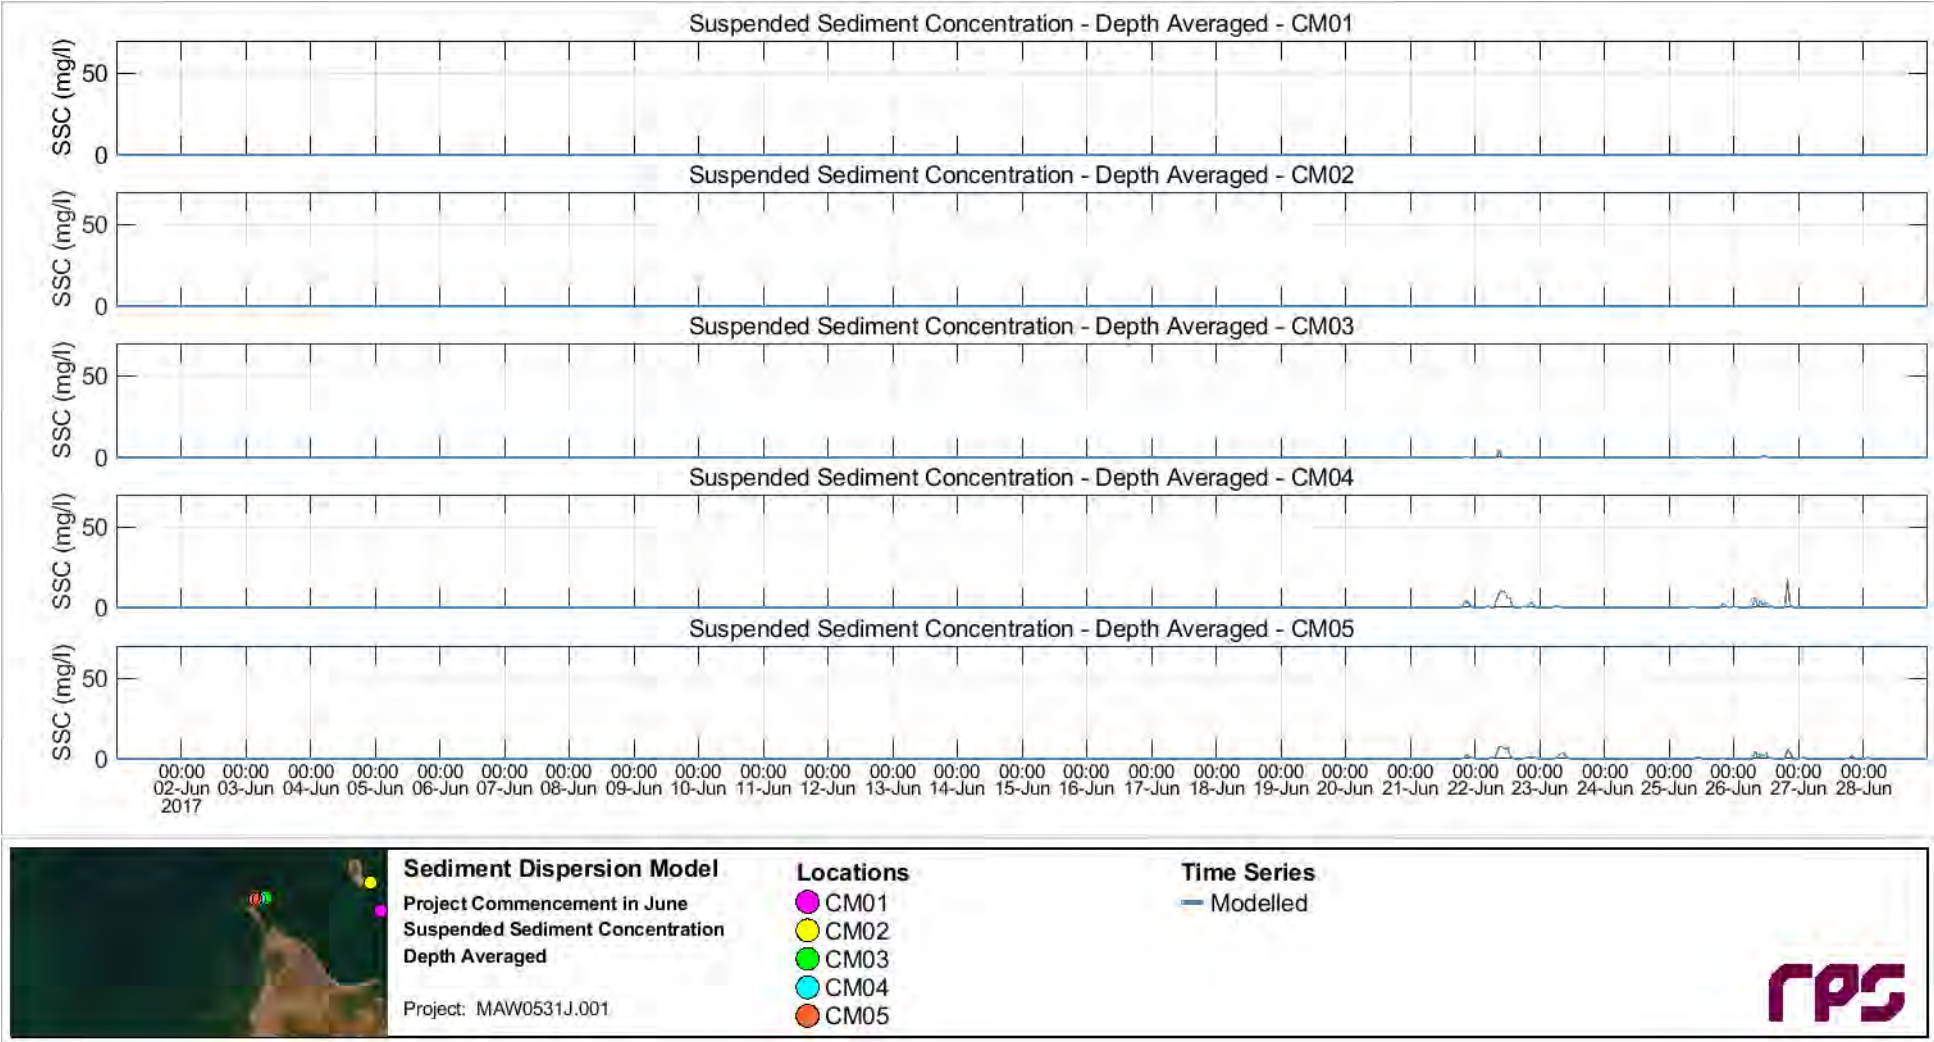 Suspended Sediment Concentration - Depth Averaged - CM01
SSC (mg/l)
50
0
Suspended Sediment Concentration - Depth Averaged - CM02
SSC (mg/l)
50
0
Suspended Sediment Concentration - Depth Averaged - CM03
SSC (mg/l)
50
0
Suspended Sediment Concentration - Depth Averaged - CM04
SSC (mg/l)
50
0
Suspended Sediment Concentration - Depth Averaged - CM05
SSC (mg/l)
50
0
00:00 00:00 00:00 00:00 00:00 00:00 00:00 00:00 00:00 00:00 00:00 00:00 00:00 00:00 00:00 00:00 00:00 00:00 00:00 00:00 00:00 00:00 00:00 00:00 00:00 00:00 00:00
02-Jun 03-Jun 04-Jun 05-Jun 06-Jun 07-Jun 08-Jun 09-Jun 10-Jun 11-Jun 12-Jun 13-Jun 14-Jun 15-Jun 16-Jun 17-Jun 18-Jun 19-Jun 20-Jun 21-Jun 22-Jun 23-Jun 24-Jun 25-Jun 26-Jun 27-Jun 28-Jun
2017
Sediment Dispersion Model
Project Commencement in June
Suspended Sediment Concentration
Depth Averaged
Project: MAW0531J.001
Locations
CM01
CM02
CM03
CM04
CM05
Time Series
Modelled
rps